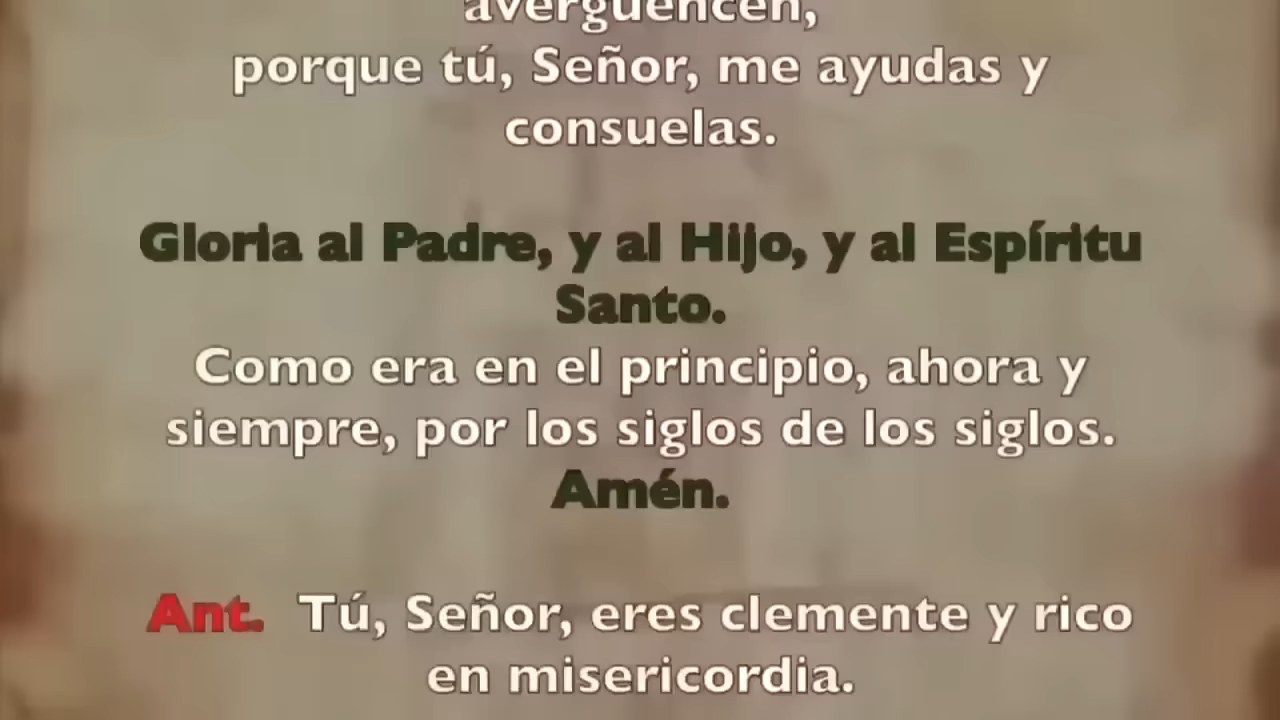 avergüencen,
porque tú, Señor, me ayudas y
consuelas.
Gloria al Padre, y al Hijo, y al Espíritu
Santo.
Como era en el principio, ahora y
siempre, por los siglos de los siglos.
Amén.
Ant. Tú, Señor, eres clemente y rico
en misericordia.